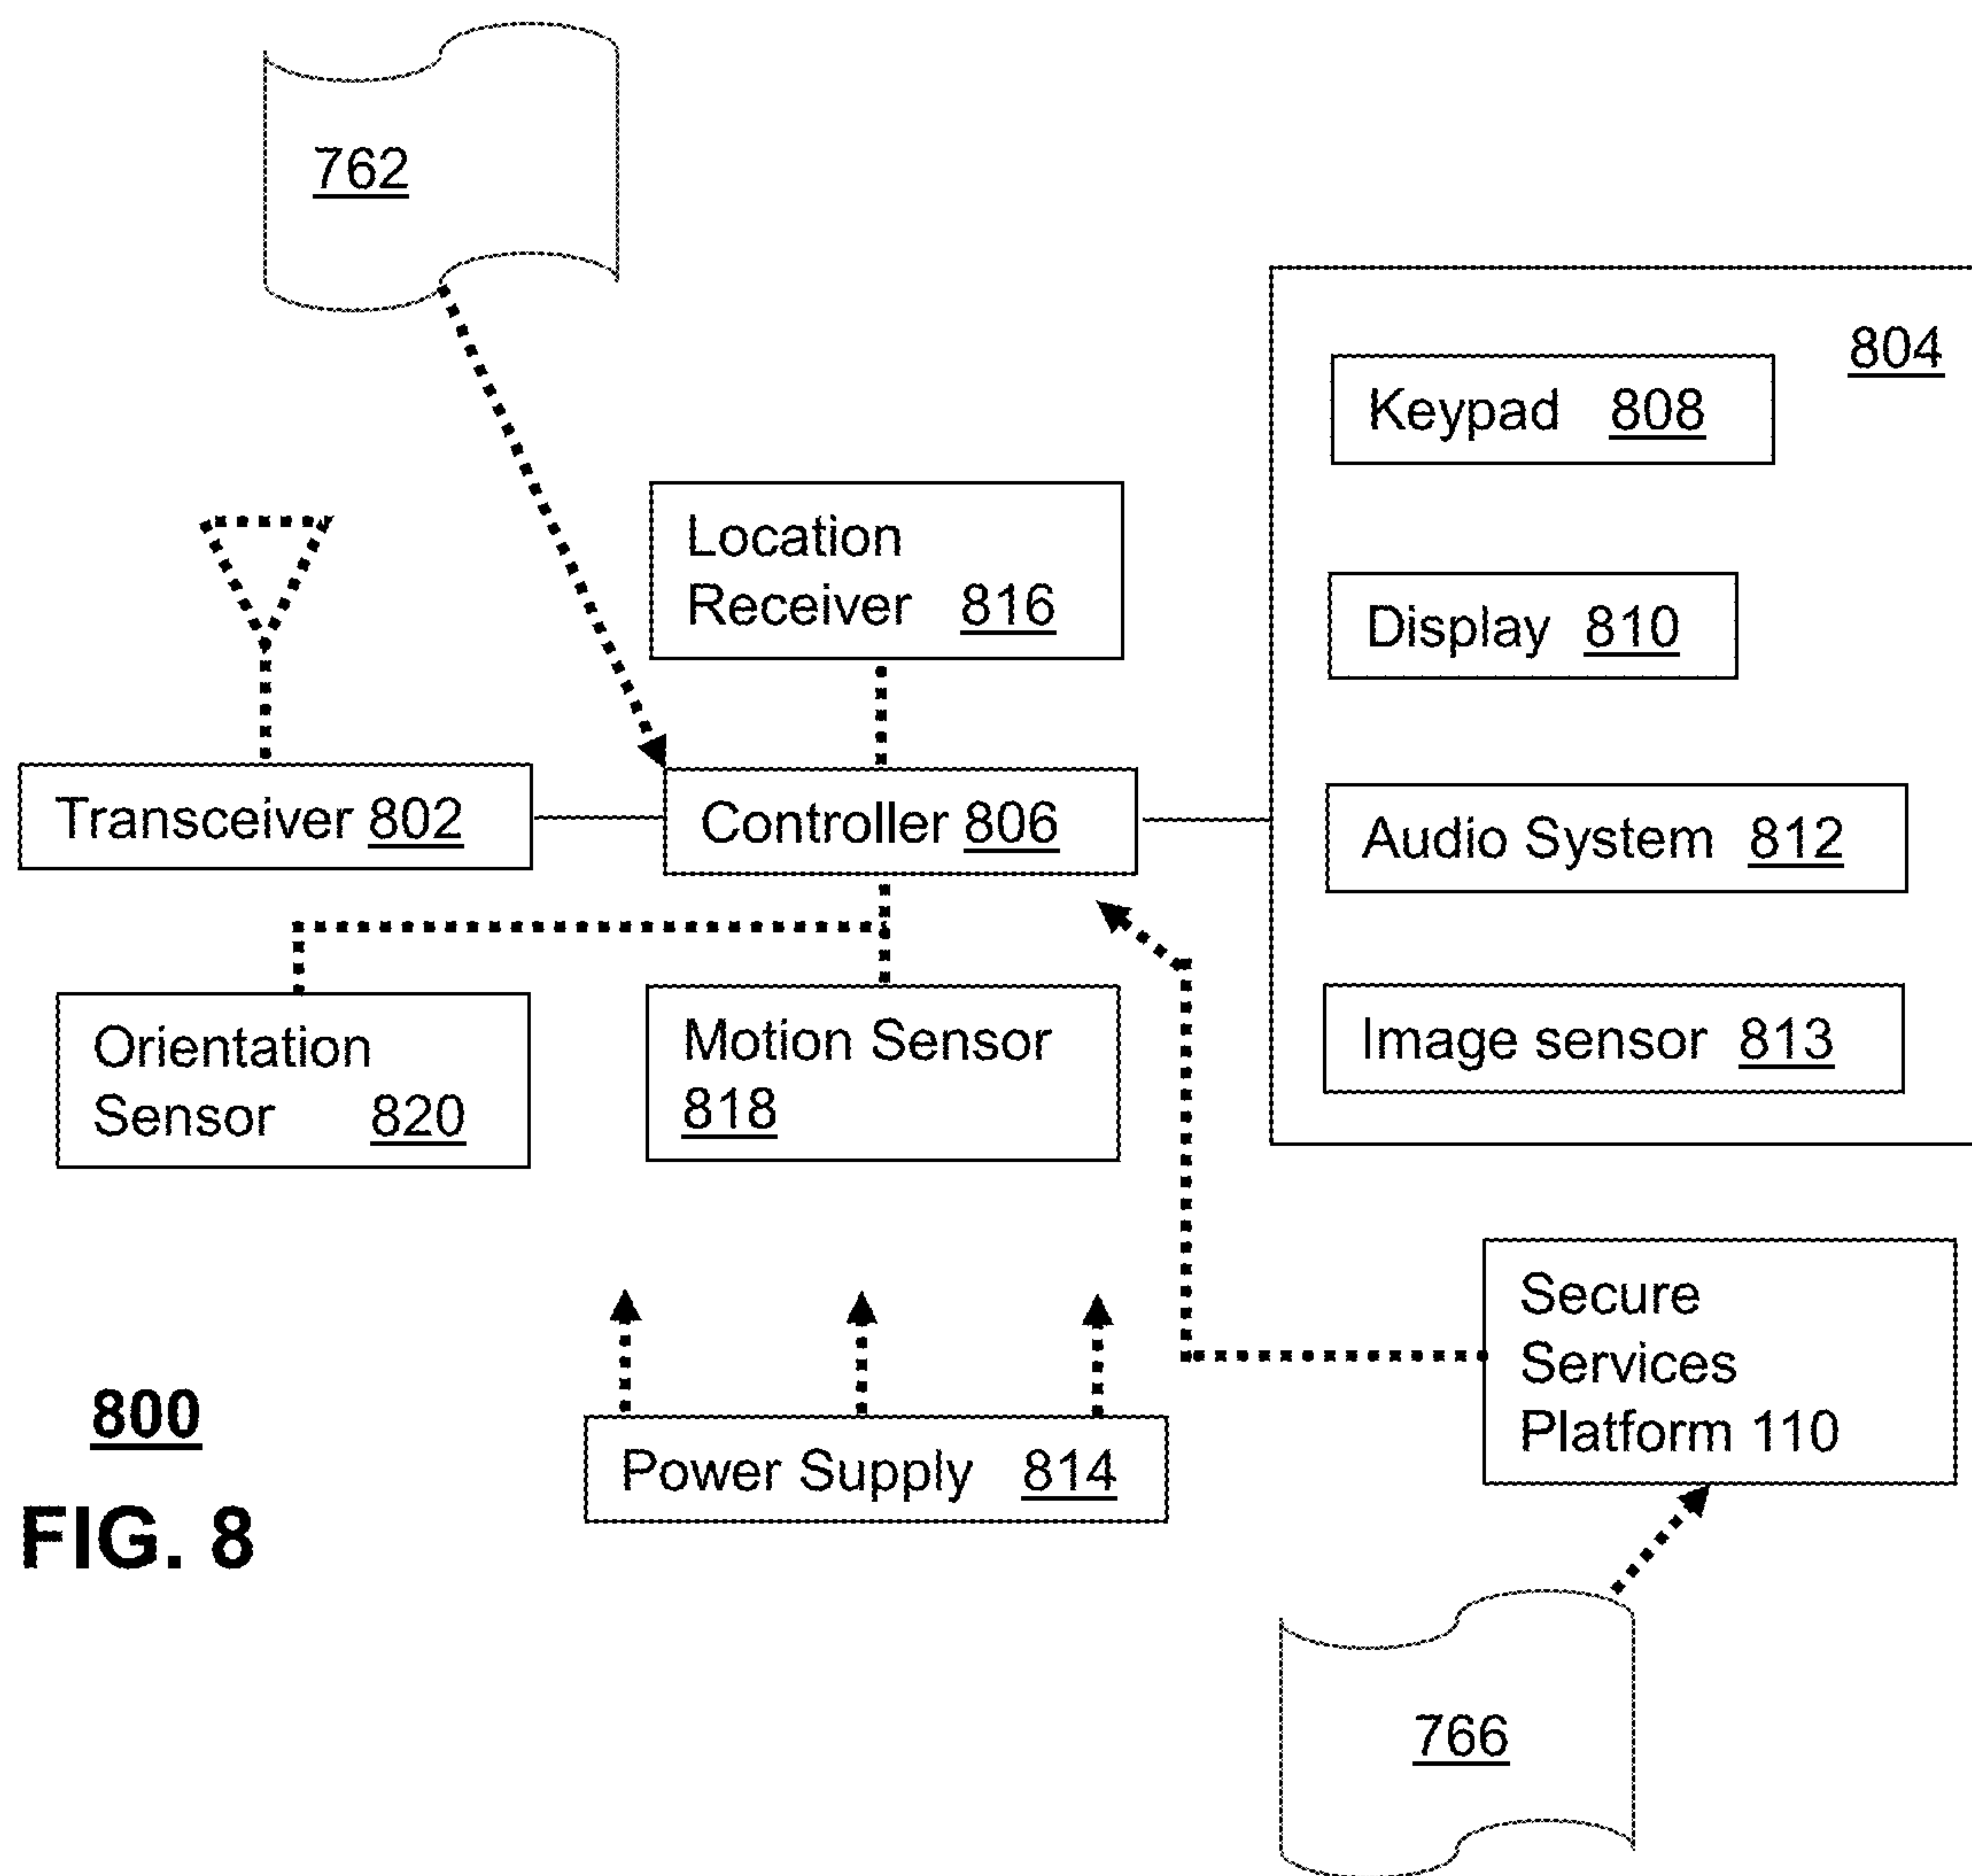 762
804
Keypad 808
Location
Receiver 816
Display 810
Transceiver 802
Controller 806
Audio System 812
Orientation
Sensor 820
Motion Sensor
818
Image sensor 813
Secure
Services
Platform 110
800
Power Supply 814
FIG. 8
766